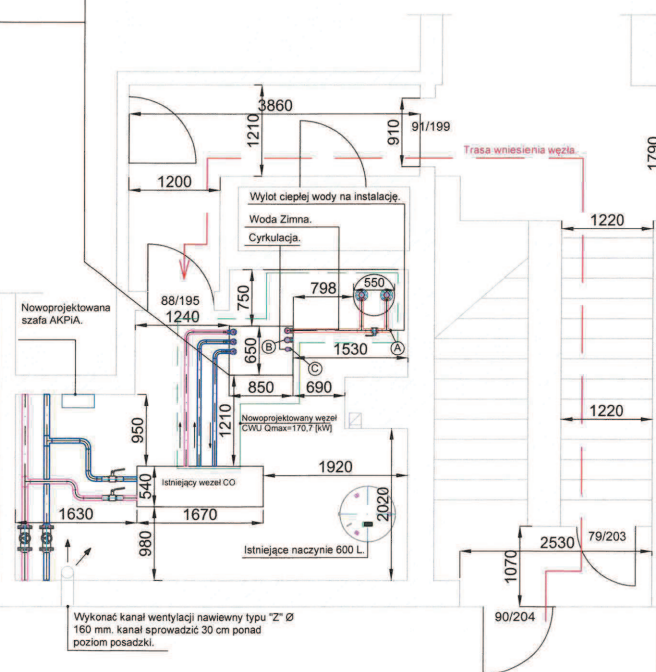 3860
1210
910
91/199
1790
Trasa wniesienia węzła.
1200
Wylot ciepłej wody na instalację.
Woda Zimna.
Cyrkulacja.
1220
798
550
750
88/195
1240
Nowoprojektowana
szafa AKPiA.
650
B
A
C
1530
850
690
1210
Nowoprojektowany węzeł
CWU Qmax=170,7 [kW]
1220
950
1920
Istniejący wezeł CO
540
1630
1670
2020
980
Istniejące naczynie 600 L.
2530
79/203
1070
90/204
Wykonać kanał wentylacji nawiewny typu "Z" Ø
160 mm. kanał sprowadzić 30 cm ponad
poziom posadzki.